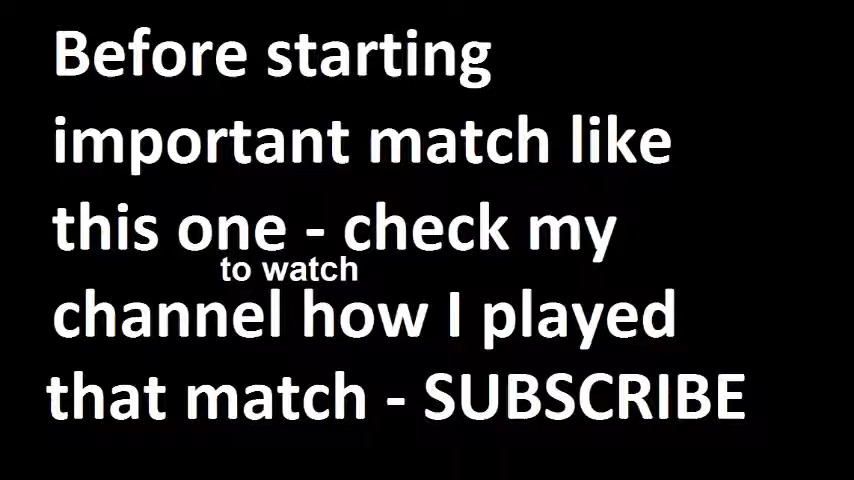 Before starting
important match like
this one - check my
to watch
channel how I played
that match - SUBSCRIBE